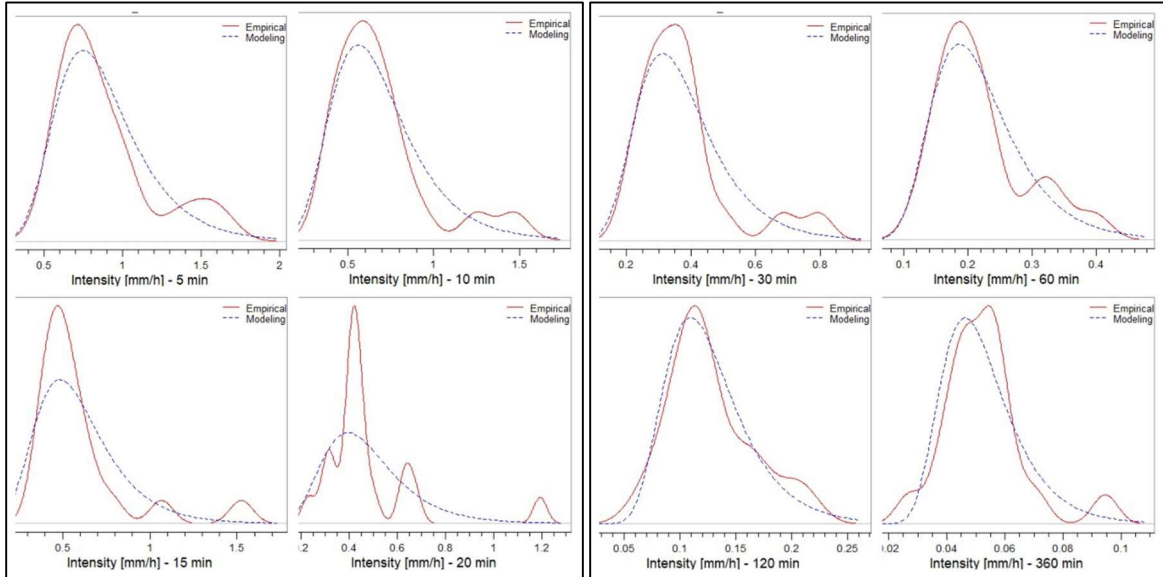 Empirical
Modeling
0.5 1 1.5 2
Intensity [mm/h] - 5 min
Empirical
Modeling
0.5 1 1.5
Intensity [mm/h] - 10 min
Empirical
Modeling
0.2 0.4 0.6 0.8
Intensity [mm/h] - 30 min
Empirical
Modeling
0.1 0.2 0.3 0.4
Intensity [mm/h] - 60 min
Empirical
Modeling
0.5 1 1.5
Intensity [mm/h] - 15 min
Empirical
Modeling
.2 0.4 0.6 0.8 1 1.2
Intensity [mm/h] - 20 min
Empirical
Modeling
0.05 0.1 0.15 0.2 0.25
Intensity [mm/h] - 120 min
Empirical
Modeling
.02 0.04 0.06 0.08 0.1
Intensity [mm/h] - 360 min